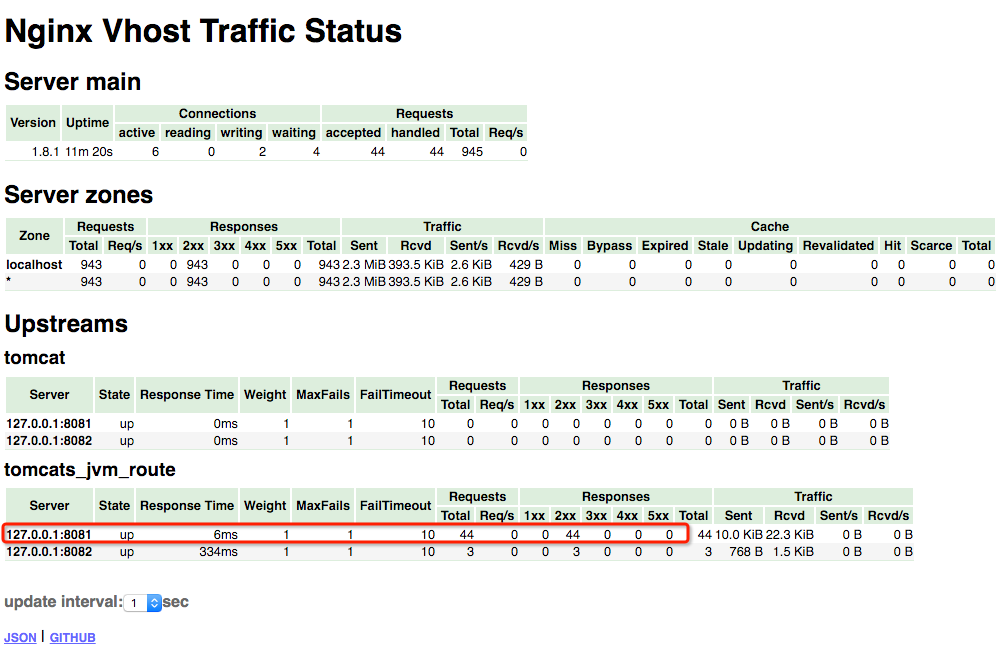 Nginx Vhost Traffic Status
Server main
Version Uptime Connections Requests
active reading writing waiting accepted handled Total Req/s
1.8.1 11m 20s 6 0 2 4 44 44 945 0
Server zones
Zone Requests Responses Traffic Cache
Total Req/s 1xx 2xx 3xx 4xx 5xx Total Sent Rcvd Sent/s Rcvd/s Miss Bypass Expired Stale Updating Revalidated Hit Scarce Total
localhost 943 0 0 943 0 0 0 943 2.3 MiB 393.5 KiB 2.6 KiB 429 B 0 0 0 0 0 0 0 0 0
* 943 0 0 943 0 0 0 943 2.3 MiB 393.5 KiB 2.6 KiB 429 B 0 0 0 0 0 0 0 0 0
Upstreams
tomcat
Server State Response Time Weight MaxFails FailTimeout Requests Responses Traffic
Total Req/s 1xx 2xx 3xx 4xx 5xx Total Sent Rcvd Sent/s Rcvd/s
127.0.0.1:8081 up 0ms 1 1 10 0 0 0 0 0 0 0 0 0 B 0 B 0 B 0 B
127.0.0.1:8082 up 0ms 1 1 10 0 0 0 0 0 0 0 0 0 B 0 B 0 B 0 B
tomcats_jvm_route
Server State Response Time Weight MaxFails FailTimeout Requests Responses Traffic
Total Req/s 1xx 2xx 3xx 4xx 5xx Total Sent Rcvd Sent/s Rcvd/s
127.0.0.1:8081 up 6ms 1 1 10 44 0 0 44 0 0 0 44 10.0 KiB 22.3 KiB 0 B 0 B
127.0.0.1:8082 up 334ms 1 1 10 3 0 0 3 0 0 0 3 768 B 1.5 KiB 0 B 0 B
update interval: 1 sec
JSON | GITHUB